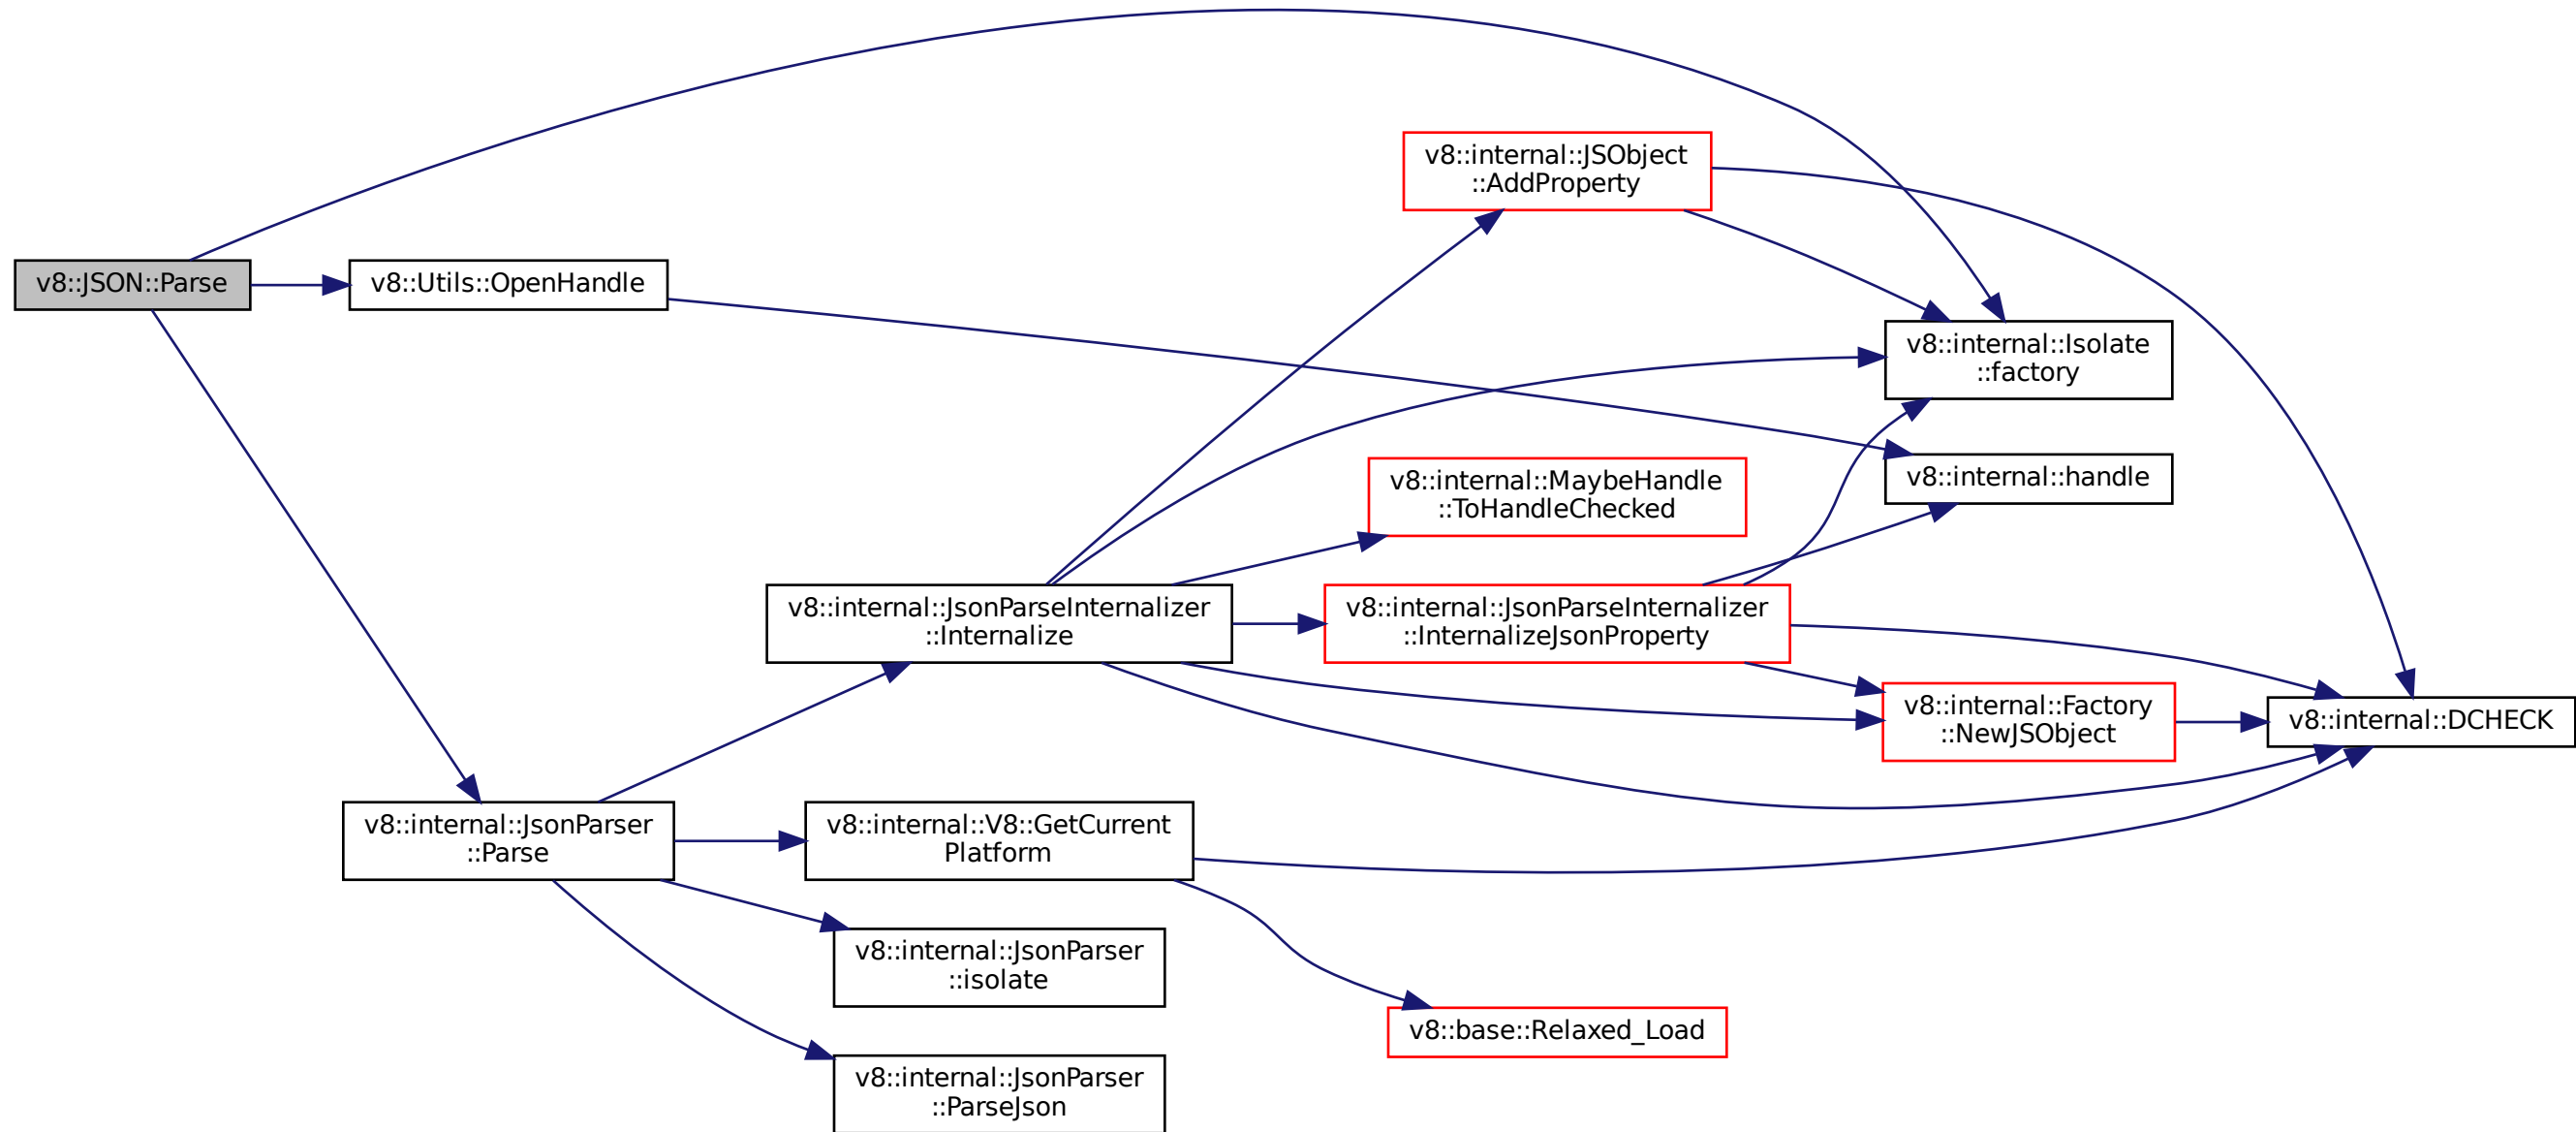 v8::internal::JSObject
::AddProperty
v8::JSON::Parse
v8::Utils::OpenHandle
v8::internal::Isolate
::factory
v8::internal::MaybeHandle
::ToHandleChecked
v8::internal::handle
v8::internal::JsonParseInternalizer
::Internalize
v8::internal::JsonParseInternalizer
::InternalizeJsonProperty
v8::internal::Factory
::NewJSObject
v8::internal::DCHECK
v8::internal::JsonParser
::Parse
v8::internal::V8::GetCurrent
Platform
v8::internal::JsonParser
::isolate
v8::base::Relaxed_Load
v8::internal::JsonParser
::ParseJson